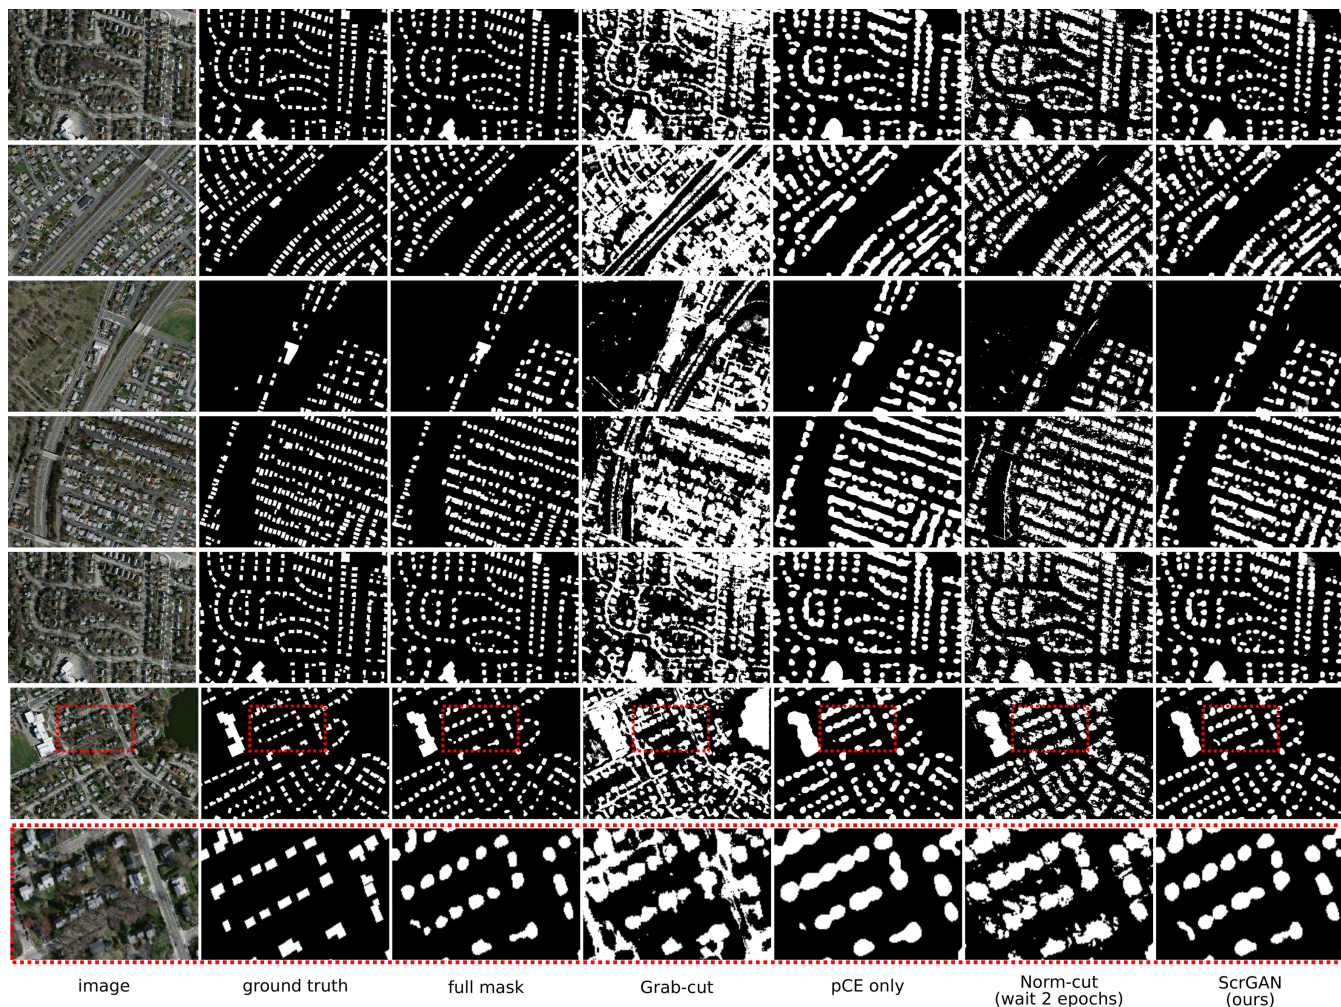 image ground truth full mask Grab-cut pCE only Norm-cut ScrGAN
(wait 2 epochs) (ours)